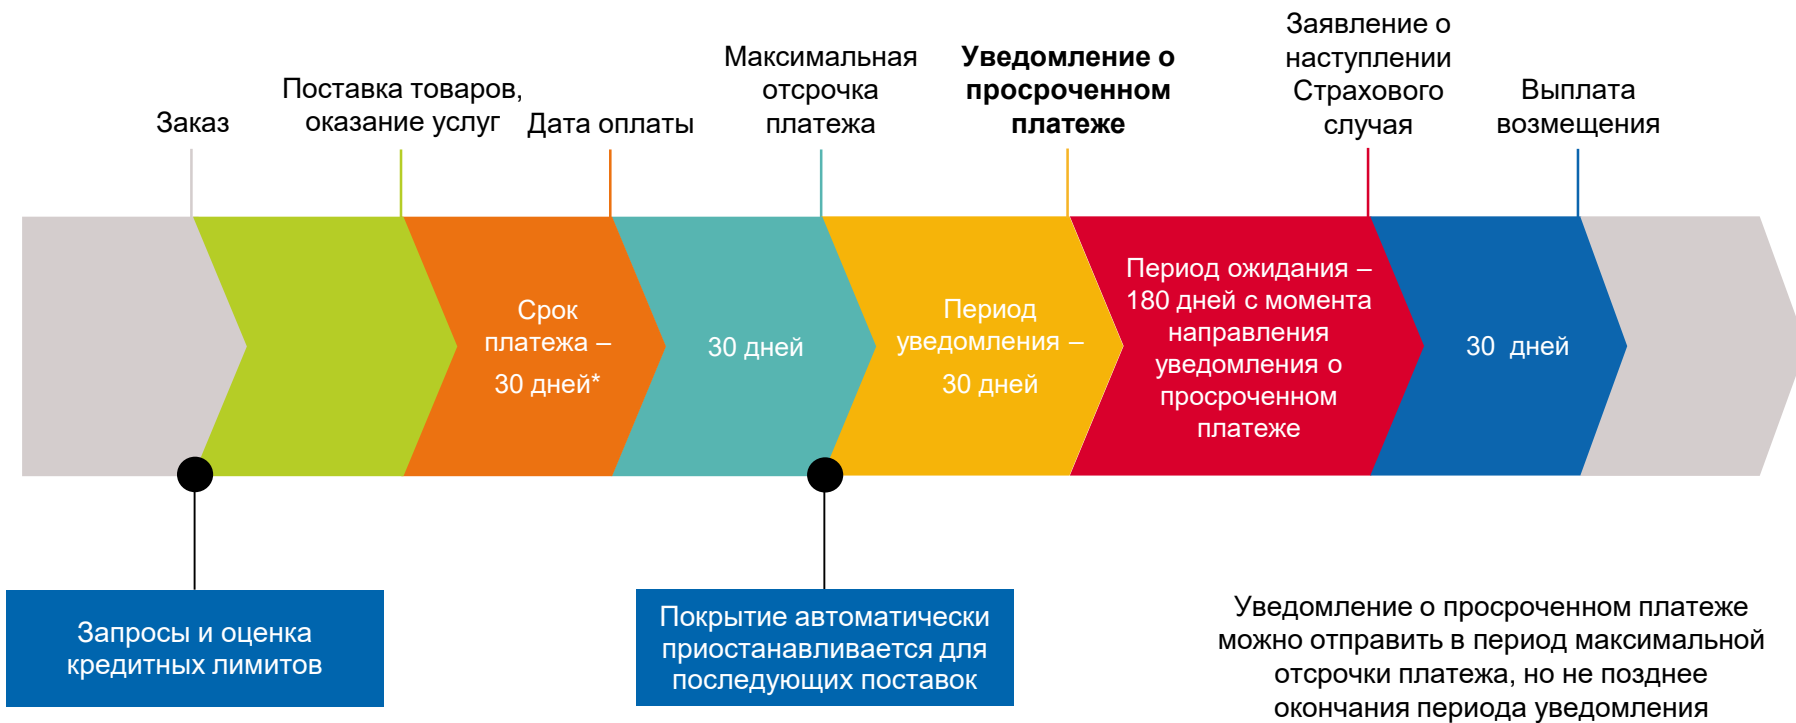 Заказ
Поставка товаров,
оказание услуг
Дата оплаты
Максимальная
отсрочка
платежа
Уведомление о
просроченном
платеже
Заявление о
наступлении
Страхового
случая
Выплата
возмещения
Срок
платежа –
30 дней*
30 дней
Период
уведомления –
30 дней
Период ожидания –
180 дней с момента
направления
уведомления о
просроченном
платеже
30 дней
Запросы и оценка
кредитных лимитов
Покрытие автоматически
приостанавливается для
последующих поставок
Уведомление о просроченном платеже
можно отправить в период максимальной
отсрочки платежа, но не позднее
окончания периода уведомления